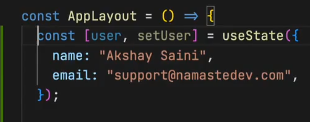 const AppLayout = () => {
const [user, setUser] = useState({
name: "Akshay Saini",
email: "support@namastedev.com",
});